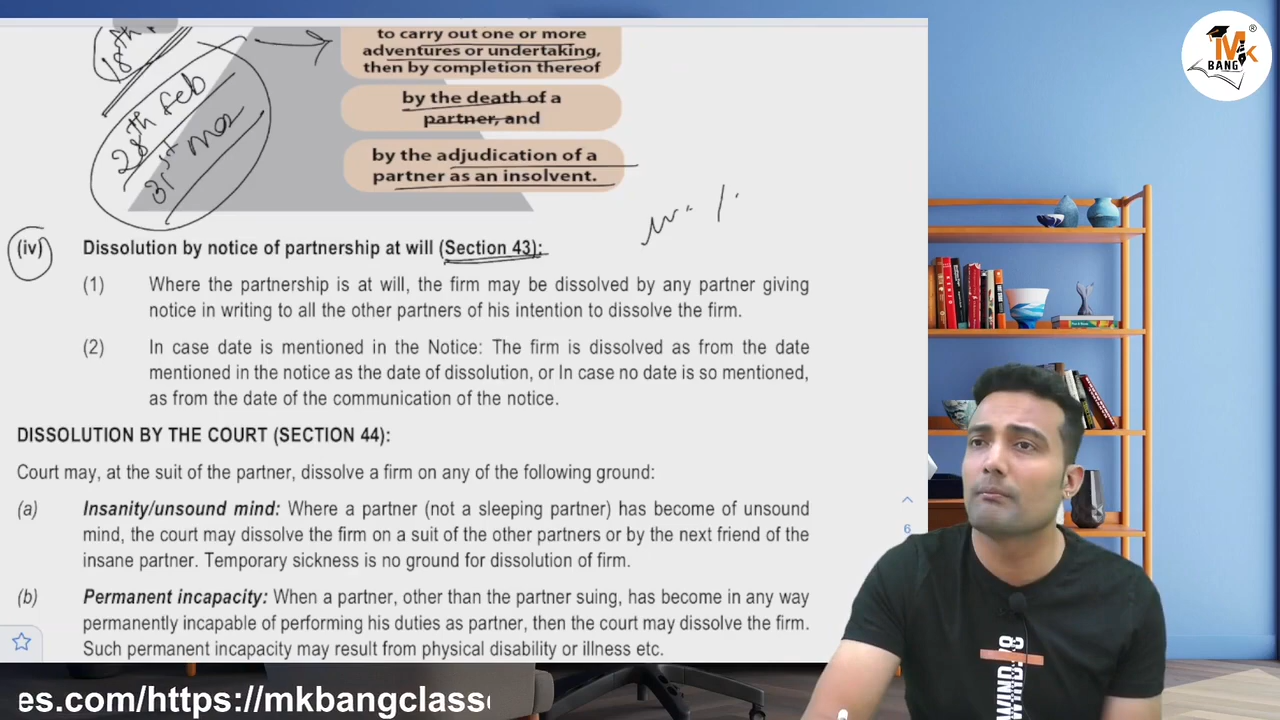 to carry out one or more
adventures or undertaking,
then by completion thereof
by the death of a
partner, and
by the adjudication of a
partner as an insolvent.
18th
28th feb
31st mar
(iv) Dissolution by notice of partnership at will (Section 43):
(1) Where the partnership is at will, the firm may be dissolved by any partner giving
notice in writing to all the other partners of his intention to dissolve the firm.
(2) In case date is mentioned in the Notice: The firm is dissolved as from the date
mentioned in the notice as the date of dissolution, or In case no date is so mentioned,
as from the date of the communication of the notice.
DISSOLUTION BY THE COURT (SECTION 44):
Court may, at the suit of the partner, dissolve a firm on any of the following ground:
(a) Insanity/unsound mind: Where a partner (not a sleeping partner) has become of unsound
mind, the court may dissolve the firm on a suit of the other partners or by the next friend of the
insane partner. Temporary sickness is no ground for dissolution of firm.
(b) Permanent incapacity: When a partner, other than the partner suing, has become in any way
permanently incapable of performing his duties as partner, then the court may dissolve the firm.
Such permanent incapacity may result from physical disability or illness etc.
6
MK
BANG
®
es.com/https://mkbangclass